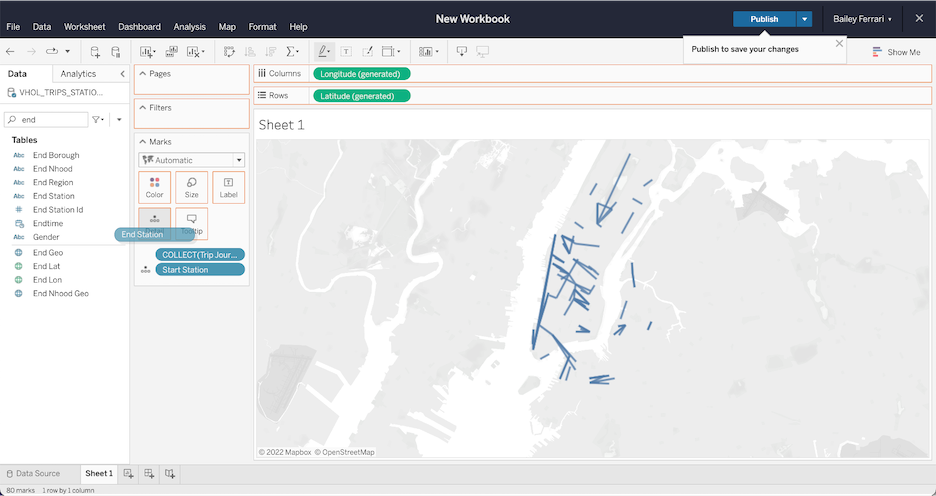 New Workbook
File Data Worksheet Dashboard Analysis Map Format Help
Publish
Bailey Ferrari
Publish to save your changes
Show Me
Data Analytics
VHOL_TRIPS_STATIO...
end
Tables
Abc End Borough
Abc End Nhood
Abc End Region
Abc End Station
# End Station Id
Endtime
Abc Gender
End Geo
End Lat
End Lon
End Nhood Geo
Pages
Filters
Marks
Automatic
Color Size Label
Tooltip
End Station
COLLECT(Trip Jour...
Start Station
Columns Longitude (generated)
Rows Latitude (generated)
Sheet 1
© 2022 Mapbox © OpenStreetMap
Data Source Sheet 1
80 marks 1 row by 1 column